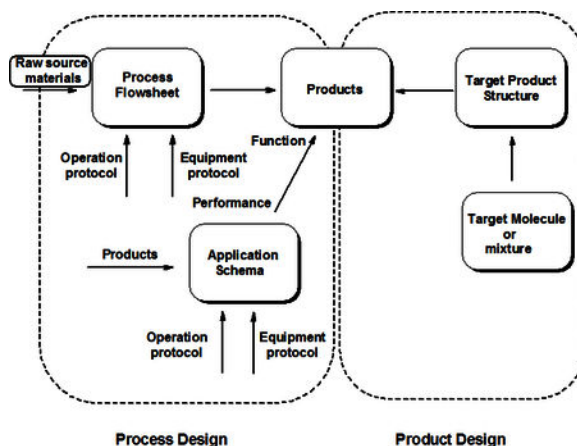 Raw source
materials
Process
Flowsheet
Products
Target Product
Structure
Function
Operation
protocol
Equipment
protocol
Performance
Target Molecule
or
mixture
Products
Application
Schema
Operation
protocol
Equipment
protocol
Process Design
Product Design